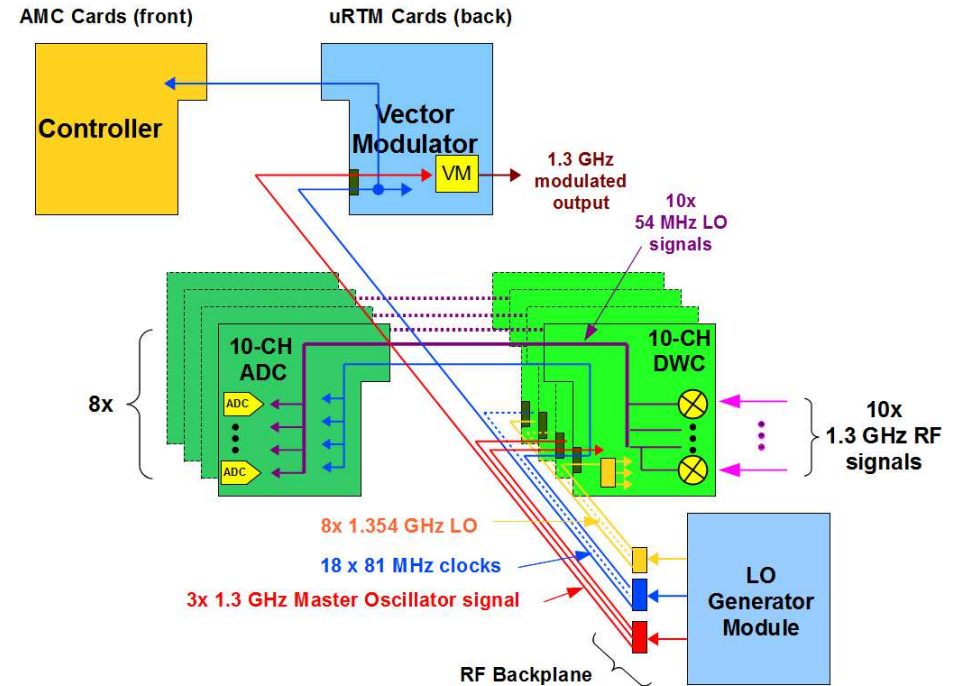 AMC Cards (front)
uRTM Cards (back)
Controller
Vector
Modulator
VM
1.3 GHz
modulated
output
10x
54 MHz LO
signals
10-CH
ADC
10-CH
DWC
8x
ADC
ADC
10x
1.3 GHz RF
signals
8x 1.354 GHz LO
18 x 81 MHz clocks
3x 1.3 GHz Master Oscillator signal
LO
Generator
Module
RF Backplane